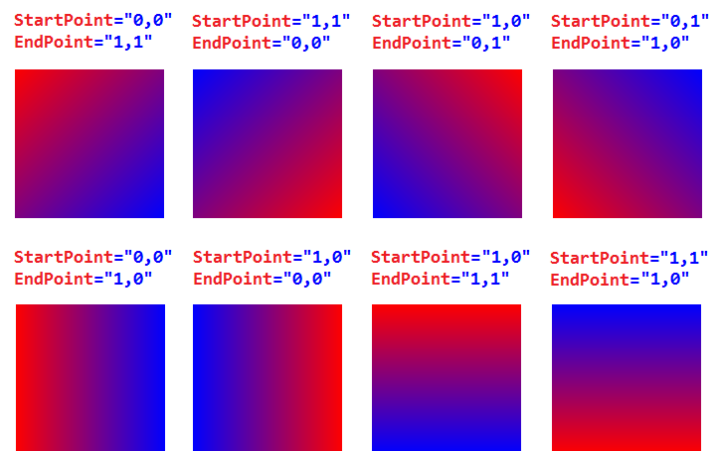 StartPoint="0,0" StartPoint="1,1" StartPoint="1,0" StartPoint="0,1"
EndPoint="1,1" EndPoint="0,0" EndPoint="0,1" EndPoint="1,0"
StartPoint="0,0" StartPoint="1,0" StartPoint="1,0" StartPoint="1,1"
EndPoint="1,0" EndPoint="0,0" EndPoint="1,1" EndPoint="1,0"